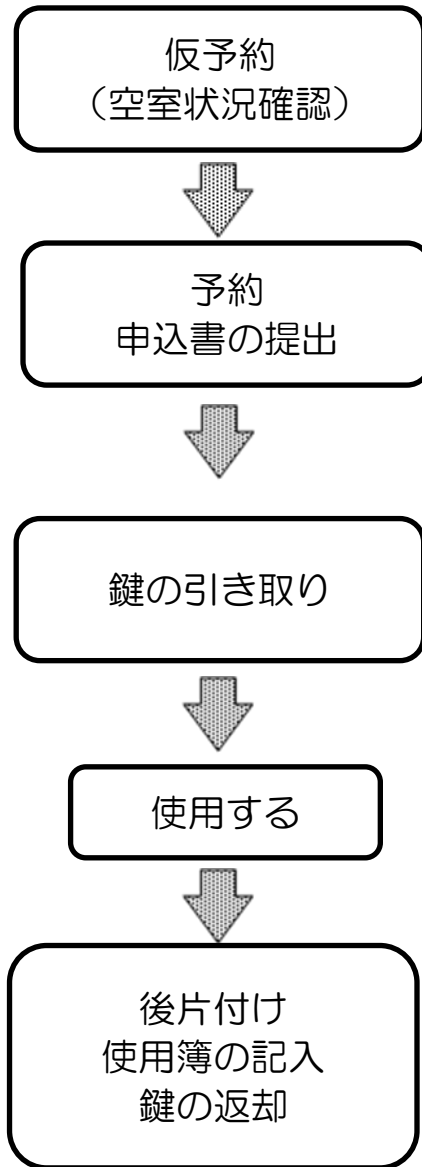 仮予約
（空室状況確認）
予約
申込書の提出
鍵の引き取り
使用する
後片付け
使用簿の記入
鍵の返却